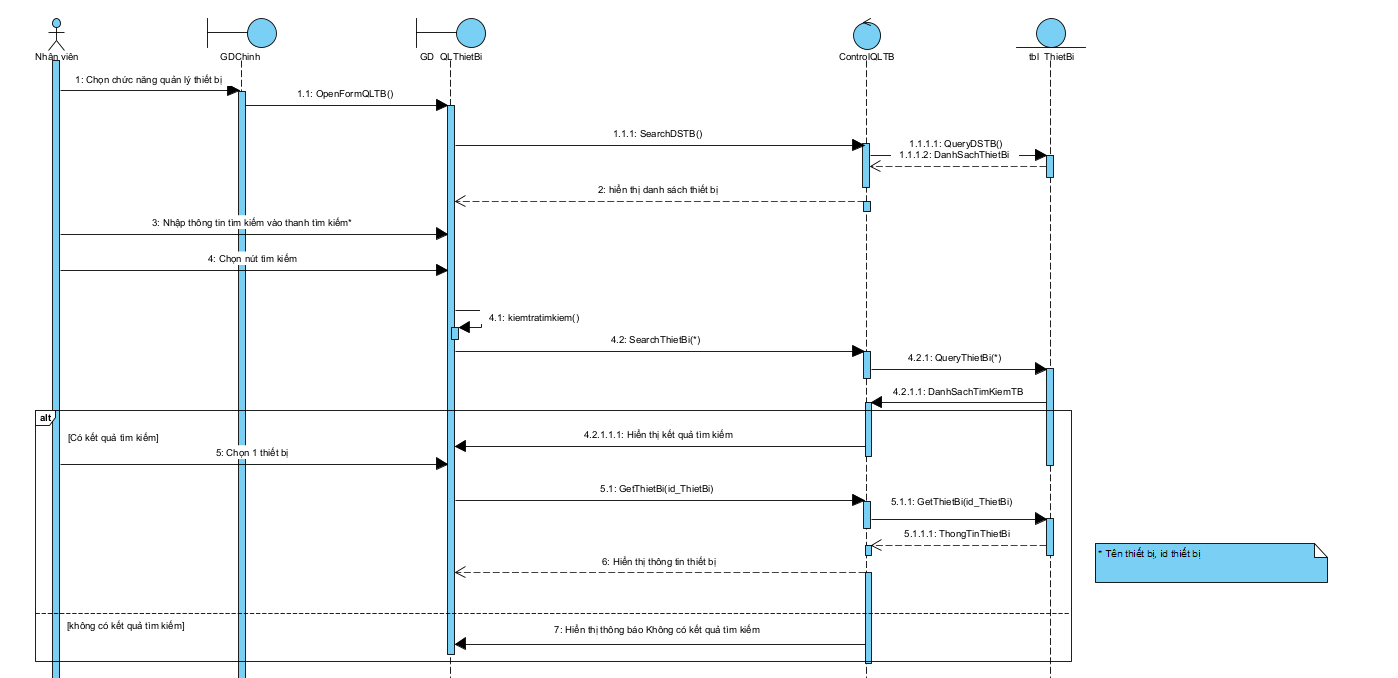 Nhân viên
GDChinh
GD_QLThietBi
ControlQLTB
tbl_ThietBi
1: Chọn chức năng quản lý thiết bị
1.1: OpenFormQLTB()
1.1.1: SearchDSTB()
1.1.1.1: QueryDSTB()
1.1.1.2: DanhSachThietBi
2: hiển thị danh sách thiết bị
3: Nhập thông tin tìm kiếm vào thanh tìm kiếm*
4: Chọn nút tìm kiếm
4.1: kiemtratimkiem()
4.2: SearchThietBi(*)
4.2.1: QueryThietBi(*)
4.2.1.1: DanhSachTimKiemTB
alt
[Có kết quả tìm kiếm]
4.2.1.1.1: Hiển thị kết quả tìm kiếm
5: Chọn 1 thiết bị
5.1: GetThietBi(id_ThietBi)
5.1.1: GetThietBi(id_ThietBi)
5.1.1.1: ThongTinThietBi
* Tên thiết bị, id thiết bị
6: Hiển thị thông tin thiết bị
[không có kết quả tìm kiếm]
7: Hiển thị thông báo Không có kết quả tìm kiếm